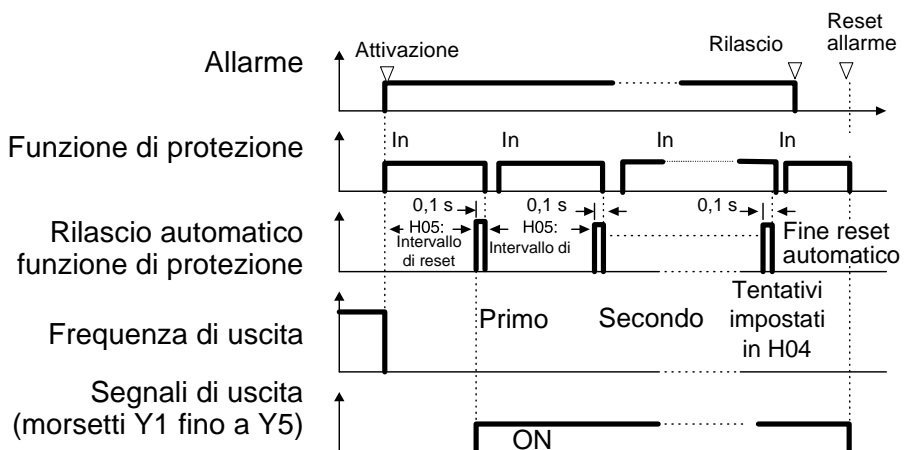 Reset
allarme
Attivazione
Rilascio
Allarme
Funzione di protezione
In
In
In
In
0,1 s
0,1 s
0,1 s
H05:
Intervallo
di reset
H05:
Intervallo di
Rilascio automatico
funzione di protezione
Fine reset
automatico
Frequenza di uscita
Primo
Secondo
Tentativi
impostati
in H04
Segnali di uscita
(morsetti Y1 fino a Y5)
ON